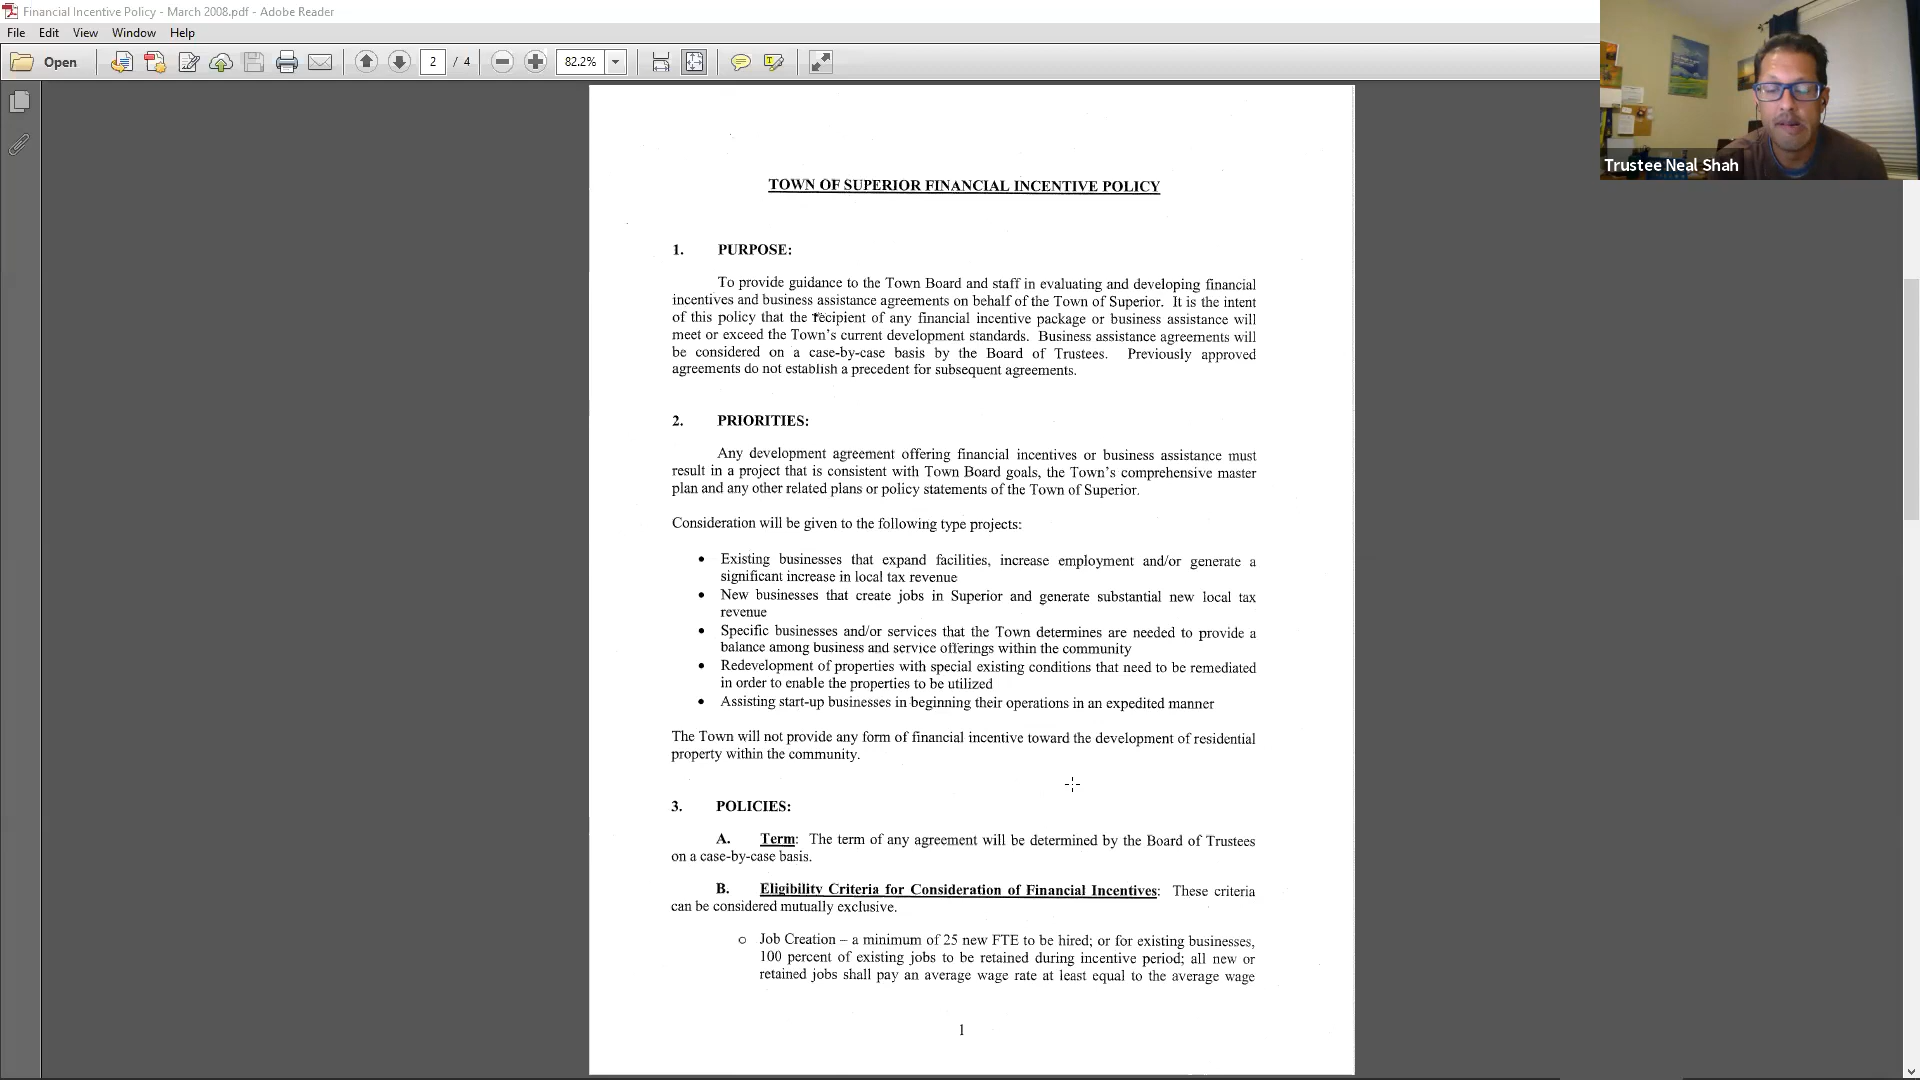 Financial Incentive Policy - March 2008.pdf - Adobe Reader
File Edit View Window Help
Open 2 / 4 82.2%
Trustee Neal Shah
TOWN OF SUPERIOR FINANCIAL INCENTIVE POLICY
1. PURPOSE:
To provide guidance to the Town Board and staff in evaluating and developing financial
incentives and business assistance agreements on behalf of the Town of Superior. It is the intent
of this policy that the recipient of any financial incentive package or business assistance will
meet or exceed the Town's current development standards. Business assistance agreements will
be considered on a case-by-case basis by the Board of Trustees. Previously approved
agreements do not establish a precedent for subsequent agreements.
2. PRIORITIES:
Any development agreement offering financial incentives or business assistance must
result in a project that is consistent with Town Board goals, the Town's comprehensive master
plan and any other related plans or policy statements of the Town of Superior.
Consideration will be given to the following type projects:
• Existing businesses that expand facilities, increase employment and/or generate a
significant increase in local tax revenue
• New businesses that create jobs in Superior and generate substantial new local tax
revenue
• Specific businesses and/or services that the Town determines are needed to provide a
balance among business and service offerings within the community
• Redevelopment of properties with special existing conditions that need to be remediated
in order to enable the properties to be utilized
• Assisting start-up businesses in beginning their operations in an expedited manner
The Town will not provide any form of financial incentive toward the development of residential
property within the community.
3. POLICIES:
A. Term: The term of any agreement will be determined by the Board of Trustees
on a case-by-case basis.
B. Eligibility Criteria for Consideration of Financial Incentives: These criteria
can be considered mutually exclusive.
o Job Creation – a minimum of 25 new FTE to be hired; or for existing businesses,
100 percent of existing jobs to be retained during incentive period; all new or
retained jobs shall pay an average wage rate at least equal to the average wage
1